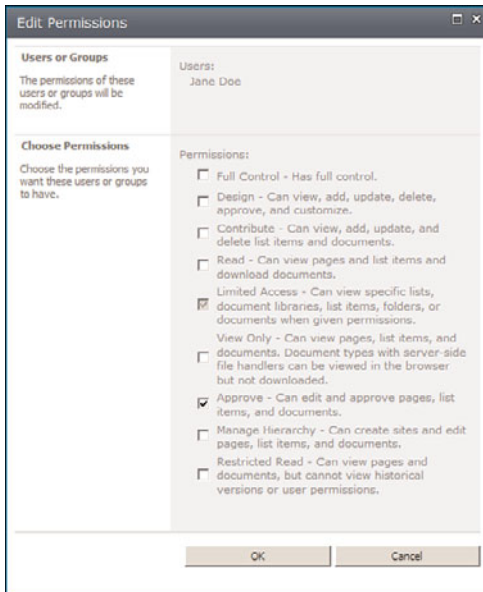 Edit Permissions
Users or Groups
The permissions of these
users or groups will be
modified.
Users:
Jane Doe
Choose Permissions
Choose the permissions you
want these users or groups
to have.
Permissions:
Full Control - Has full control.
Design - Can view, add, update, delete,
approve, and customize.
Contribute - Can view, add, update, and
delete list items and documents.
Read - Can view pages and list items and
download documents.
Limited Access - Can view specific lists,
document libraries, list items, folders, or
documents when given permissions.
View Only - Can view pages, list items, and
documents. Document types with server-side
file handlers can be viewed in the browser
but not downloaded.
Approve - Can edit and approve pages, list
items, and documents.
Manage Hierarchy - Can create sites and edit
pages, list items, and documents.
Restricted Read - Can view pages and
documents, but cannot view historical
versions or user permissions.
OK
Cancel